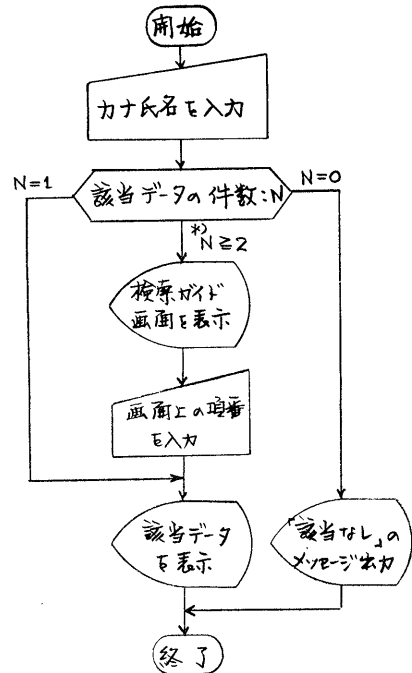 開始
カナ氏名を入力
N=1
該当データの件数:N
N=0
*)
N≧2
検索ガイド
画面を表示
画面上の項番
を入力
該当データ
を表示
「該当なし」の
メッセージ出力
終了